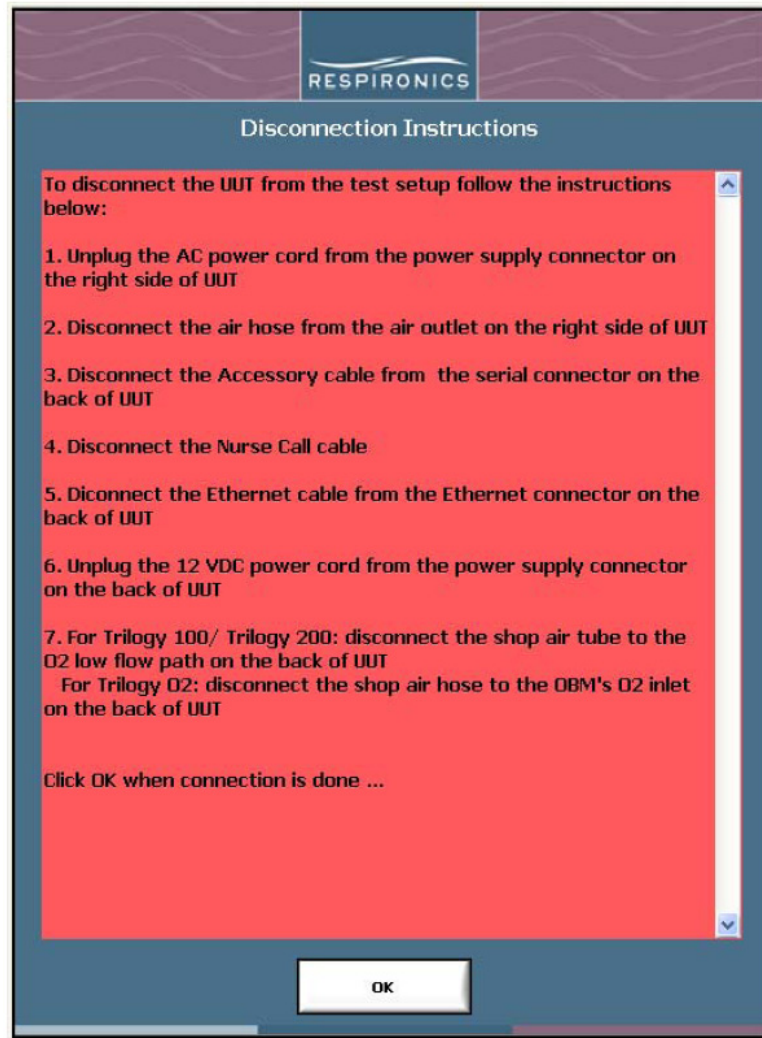 RESPIRONICS
Disconnection Instructions
To disconnect the UUT from the test setup follow the instructions
below:
1. Unplug the AC power cord from the power supply connector on
the right side of UUT
2. Disconnect the air hose from the air outlet on the right side of UUT
3. Disconnect the Accessory cable from the serial connector on the
back of UUT
4. Disconnect the Nurse Call cable
5. Diconnect the Ethernet cable from the Ethernet connector on the
back of UUT
6. Unplug the 12 VDC power cord from the power supply connector
on the back of UUT
7. For Trilogy 100/ Trilogy 200: disconnect the shop air tube to the
O2 low flow path on the back of UUT
For Trilogy O2: disconnect the shop air hose to the OBM's O2 inlet
on the back of UUT
Click OK when connection is done ...
OK